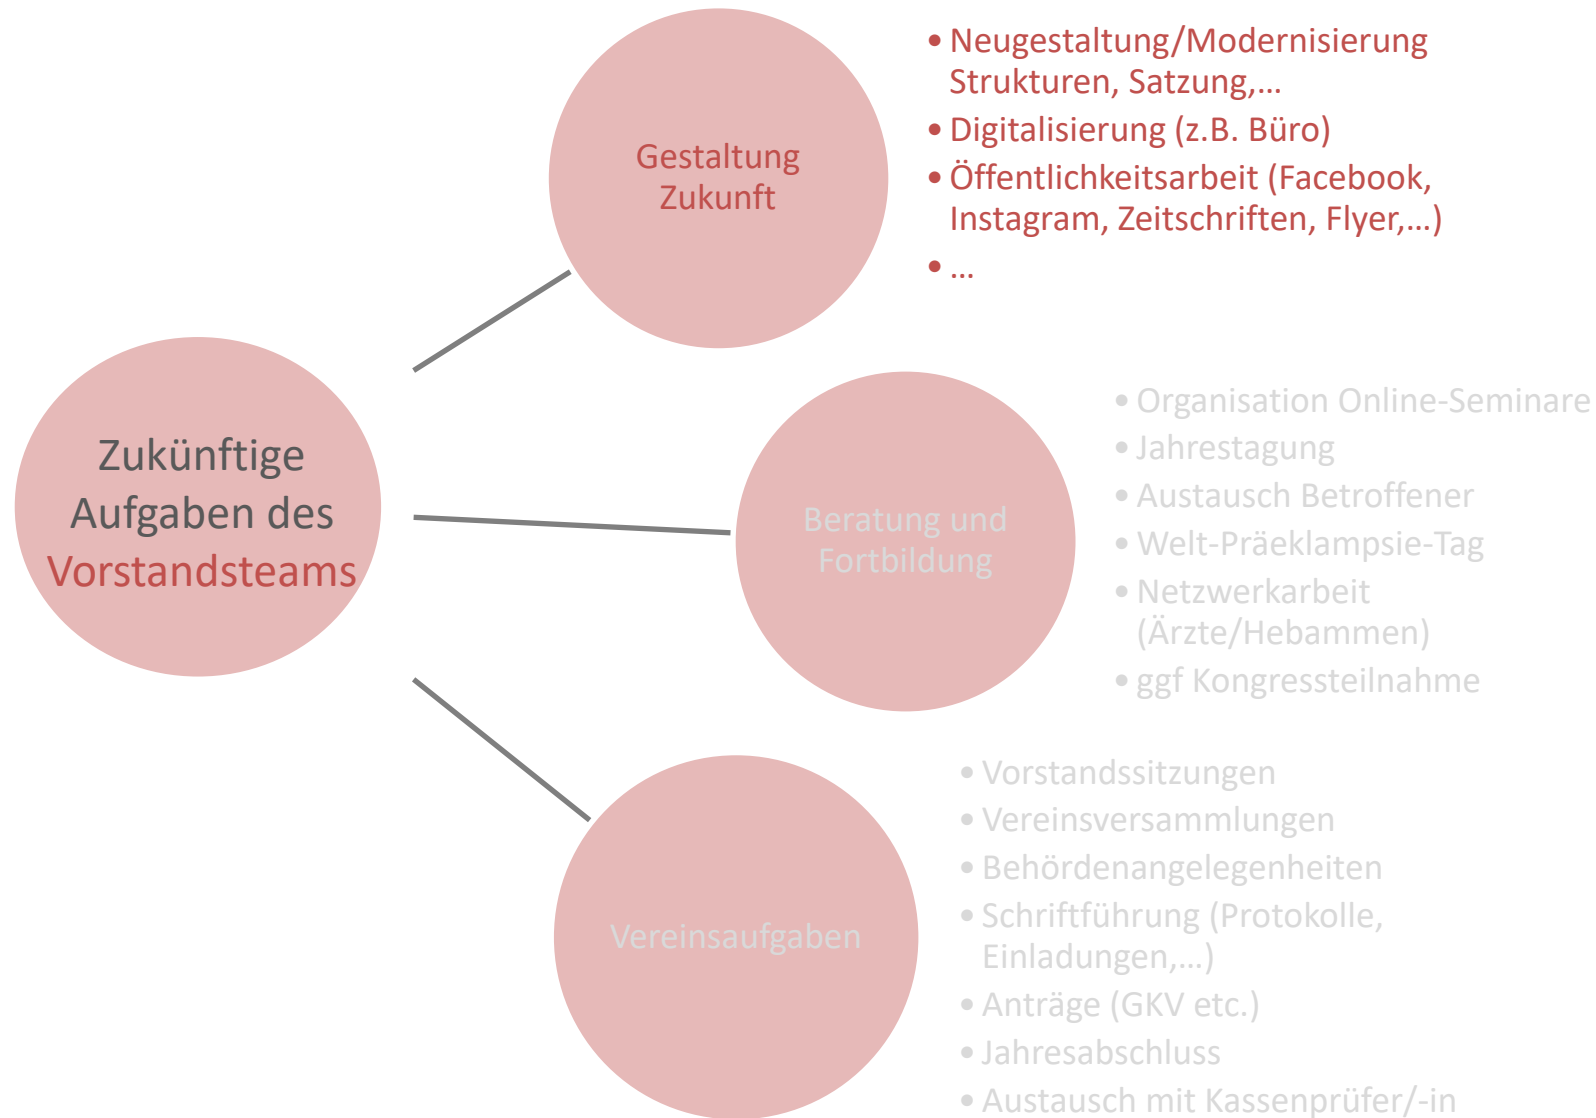 Zukünftige
Aufgaben des
Vorstandsteams
Gestaltung
Zukunft
• Neugestaltung/Modernisierung
Strukturen, Satzung,...
• Digitalisierung (z.B. Büro)
• Öffentlichkeitsarbeit (Facebook,
Instagram, Zeitschriften, Flyer,...)
• ...
Beratung und
Fortbildung
• Organisation Online-Seminare
• Jahrestagung
• Austausch Betroffener
• Welt-Präeklampsie-Tag
• Netzwerkarbeit
(Ärzte/Hebammen)
• ggf Kongressteilnahme
Vereinsaufgaben
• Vorstandssitzungen
• Vereinsversammlungen
• Behördenangelegenheiten
• Schriftführung (Protokolle,
Einladungen,...)
• Anträge (GKV etc.)
• Jahresabschluss
• Austausch mit Kassenprüfer/-in